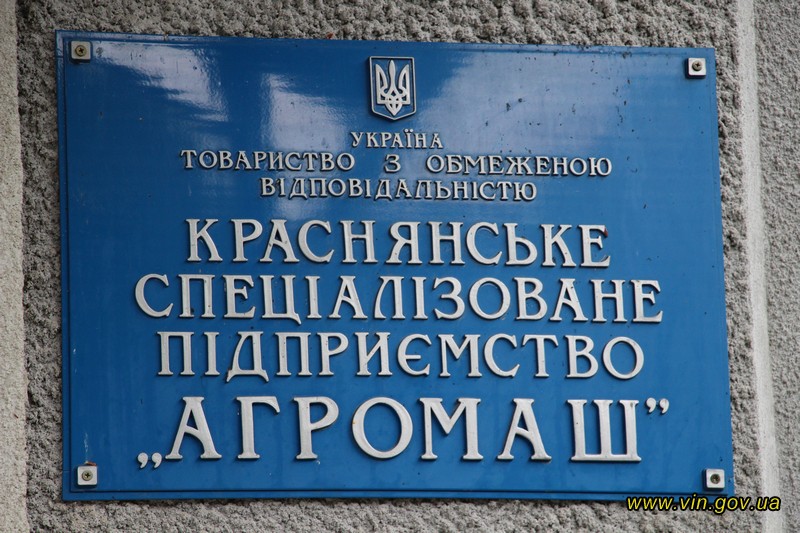 УКРАЇНА
ТОВАРИСТВО З ОБМЕЖЕНОЮ
ВІДПОВІДАЛЬНІСТЮ
КРАСНЯНСЬКЕ
СПЕЦІАЛІЗОВАНЕ
ПІДПРИЄМСТВО
„АГРОМАШ”
www.vin.gov.ua